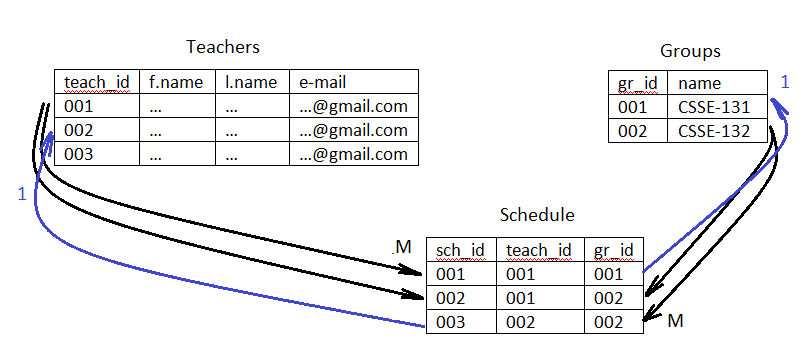 Teachers
teach_id f.name l.name e-mail
001 ... ... ...@gmail.com
002 ... ... ...@gmail.com
003 ... ... ...@gmail.com
Groups
gr_id name
001 CSSE-131
002 CSSE-132
1
1
Schedule
M
sch_id teach_id gr_id
001 001 001
002 001 002
003 002 002
M